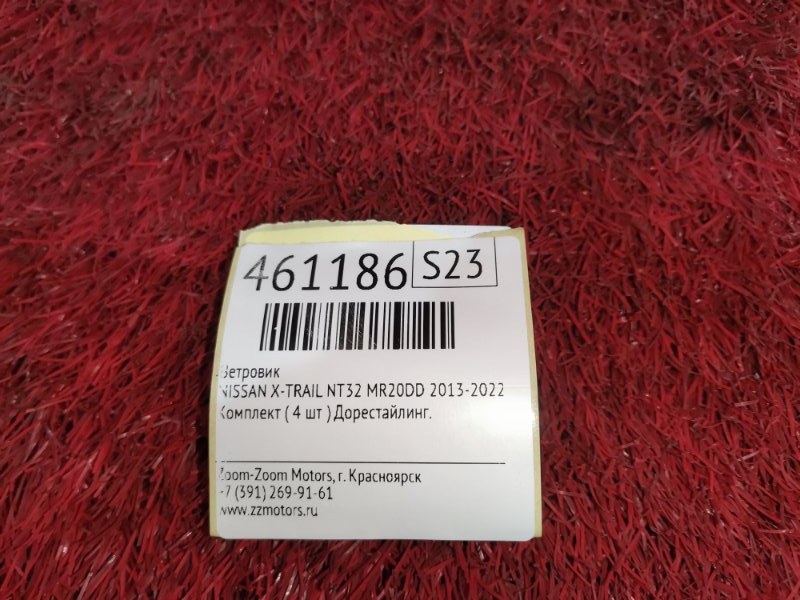 461186 S23
Ветровик
NISSAN X-TRAIL NT32 MR20DD 2013-2022
Комплект ( 4 шт ) Дорестайлинг.
Zoom-Zoom Motors, г. Красноярск
+7 (391) 269-91-61
www.zzmotors.ru